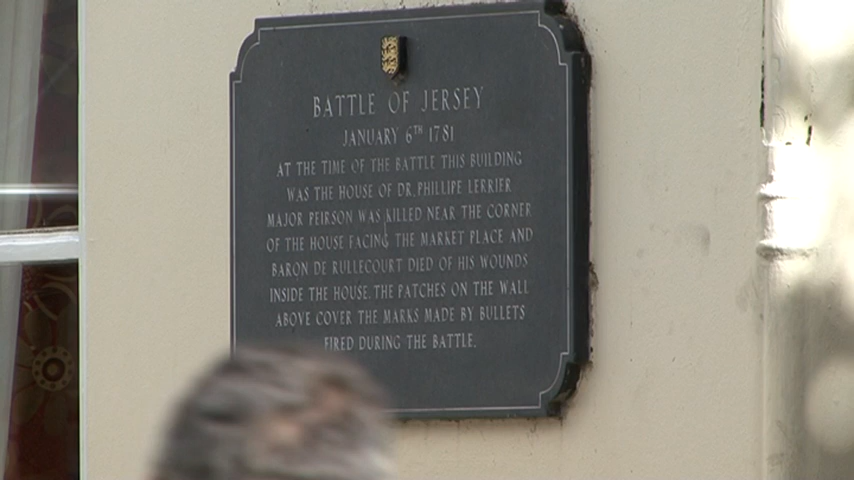 BATTLE OF JERSEY
JANUARY 6TH 1781
AT THE TIME OF THE BATTLE THIS BUILDING
WAS THE HOUSE OF DR. PHILLIPE LERRIER
MAJOR PEIRSON WAS KILLED NEAR THE CORNER
OF THE HOUSE FACING THE MARKET PLACE AND
BARON DE RULLECOURT DIED OF HIS WOUNDS
INSIDE THE HOUSE. THE PATCHES ON THE WALL
ABOVE COVER THE MARKS MADE BY BULLETS
FIRED DURING THE BATTLE.